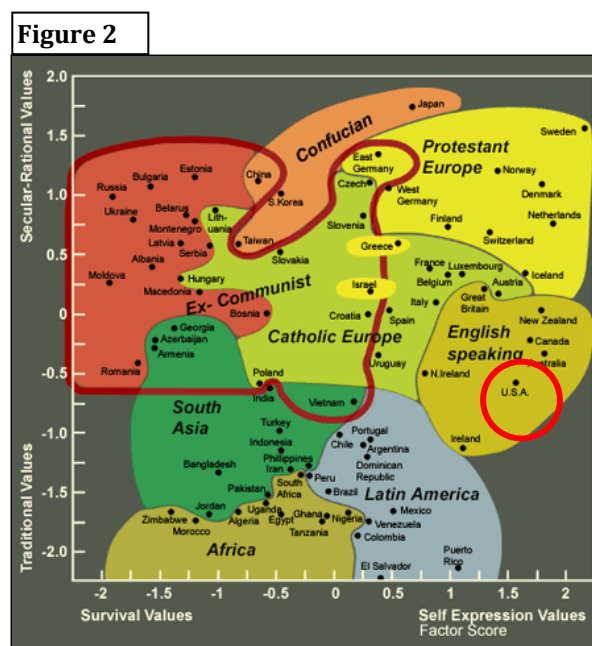 Figure 2
2.0
1.5
1.0
0.5
0
-0.5
-1.0
-1.5
-2.0
Secular-Rational Values
Traditional Values
Japan
Confucian
Protestant
Europe
Sweden
East
Germany
Estonia
Bulgaria
China
Russia
S.Korea
Czech
West
Germany
Norway
Denmark
Netherlands
Ukraine
Belarus
Lith-
uania
Montenegro
Slovenia
Finland
Switzerland
Latvia
Serbia
Taiwan
Slovakia
Greece
Albania
France
Luxembourg
Iceland
Moldova
Hungary
Belgium
Austria
Macedonia
Ex- Communist
Israel
Italy
Great
Britain
Bosnia
Croatia
Spain
New Zealand
Georgia
Catholic Europe
English
speaking
Azerbaijan
Canada
Armenia
Uruguay
Australia
Romania
Poland
India
N.Ireland
U.S.A.
South
Asia
Vietnam
Turkey
Portugal
Ireland
Indonesia
Chile
Argentina
Bangladesh
Philippines
Iran
Dominican
Republic
South
Africa
Peru
Pakistan
Brazil
Latin America
Jordan
Uganda
Mexico
Zimbabwe
Algeria
Egypt
Ghana
Nigeria
Venezuela
Morocco
Tanzania
Colombia
Africa
El Salvador
Puerto
Rico
-2
-1.5
-1
-0.5
0
0.5
1
1.5
2
Survival Values
Self Expression Values
Factor Score